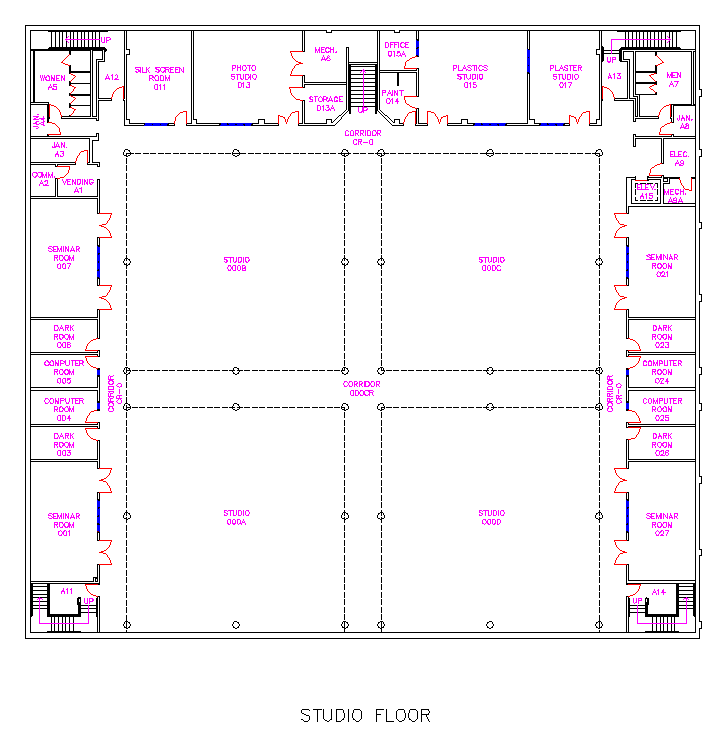 UP
WOMEN
A5
A12
SILK SCREEN
ROOM
011
PHOTO
STUDIO
013
MECH.
A6
STORAGE
013A
UP
OFFICE
015A
PAINT
014
PLASTICS
STUDIO
015
PLASTER
STUDIO
017
UP
A13
MEN
A7
JAN.
A4
JAN.
A8
CORRIDOR
CR-0
JAN.
A3
COMM.
A2
VENDING
A1
ELEC.
A9
ELEV.
A15
MECH.
A9A
SEMINAR
ROOM
007
STUDIO
000B
STUDIO
000C
SEMINAR
ROOM
021
DARK
ROOM
006
DARK
ROOM
023
COMPUTER
ROOM
005
COMPUTER
ROOM
024
CORRIDOR
CR-0
CORRIDOR
000CR
CORRIDOR
CR-0
COMPUTER
ROOM
004
COMPUTER
ROOM
025
DARK
ROOM
003
DARK
ROOM
026
SEMINAR
ROOM
001
STUDIO
000A
STUDIO
000D
SEMINAR
ROOM
027
A11
UP
UP
A14
STUDIO FLOOR